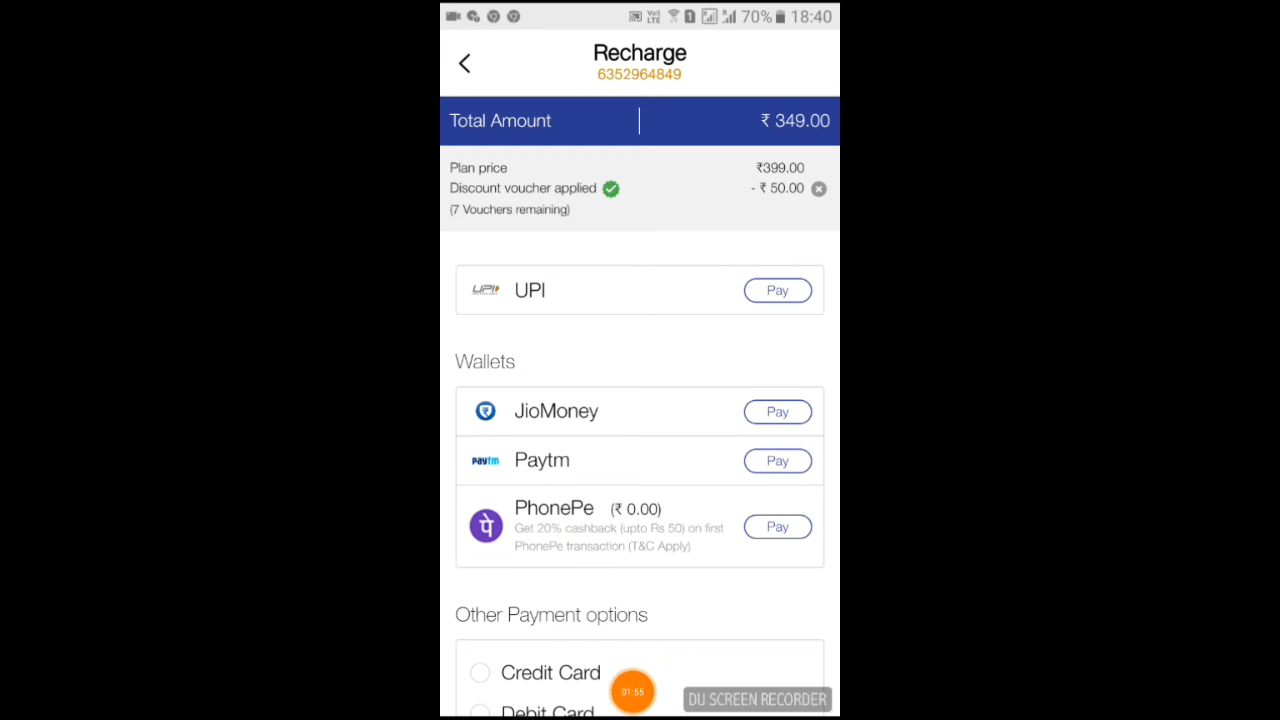 70% 18:40
Recharge
6352964849
Total Amount ₹ 349.00
Plan price ₹399.00
Discount voucher applied - ₹ 50.00
(7 Vouchers remaining)
UPI UPI Pay
Wallets
JioMoney Pay
paytm Paytm Pay
PhonePe (₹ 0.00)
Get 20% cashback (upto Rs 50) on first
PhonePe transaction (T&C Apply)
पे Pay
Other Payment options
Credit Card
01:55
DU SCREEN RECORDER
Debit Card